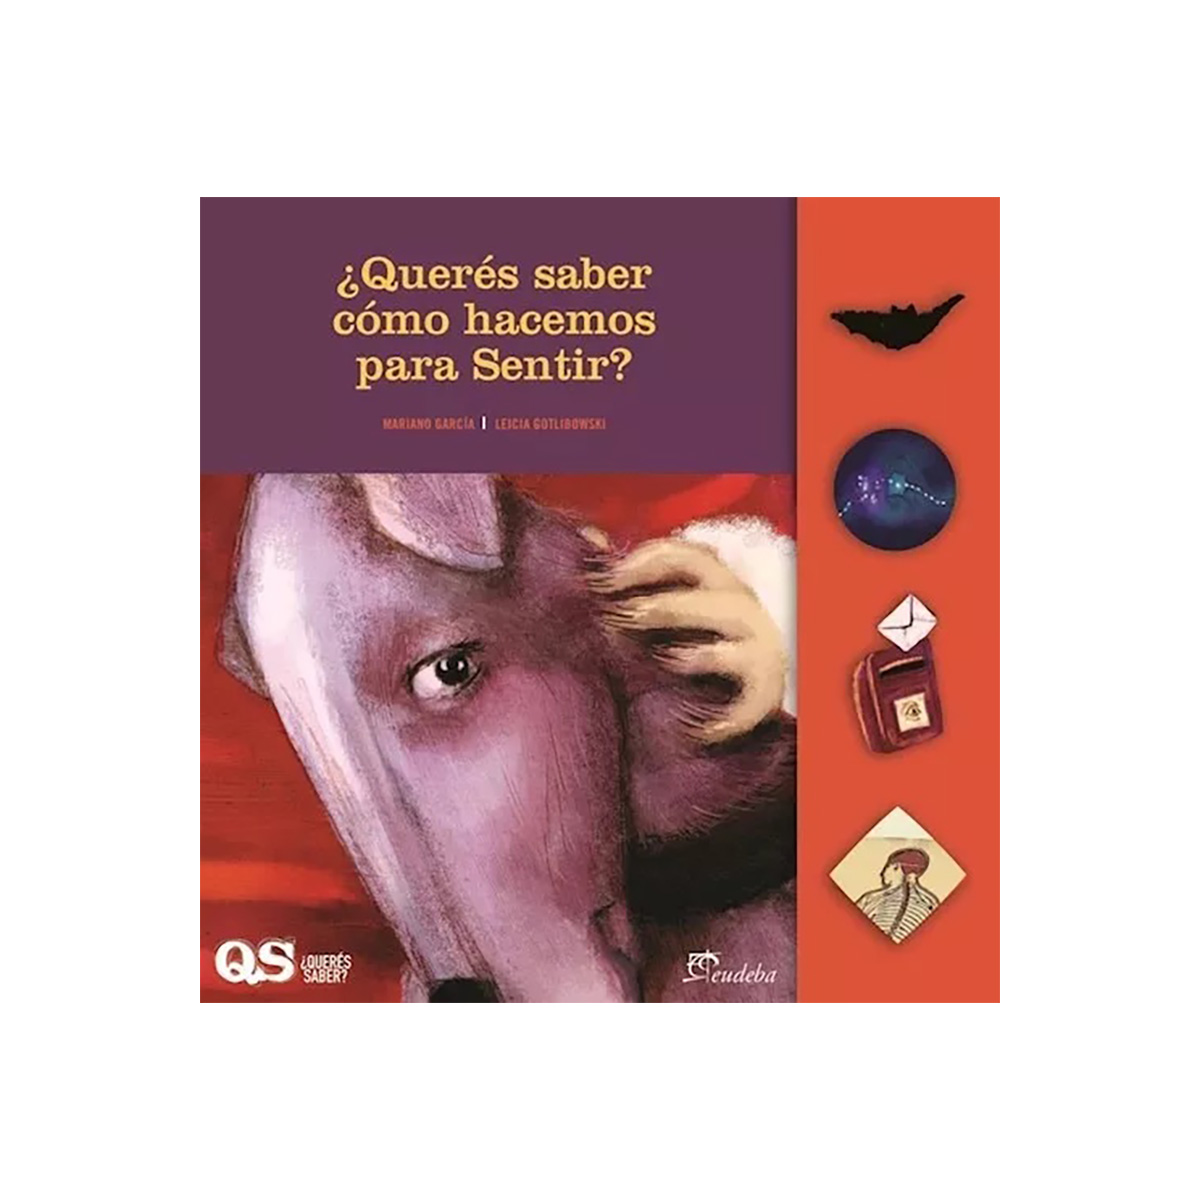 ¿Querés saber
cómo hacemos
para Sentir?
MARIANO GARCÍA | LEICIA GOTLIBOWSKI
QS ¿QUERÉS
SABER?
eudeba